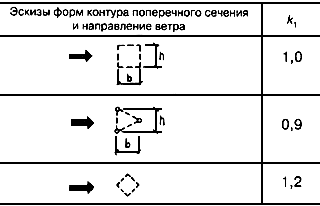 Эскизы форм контура поперечного сечения
и направление ветра
k1
h
b
1,0
h
b
0,9
1,2